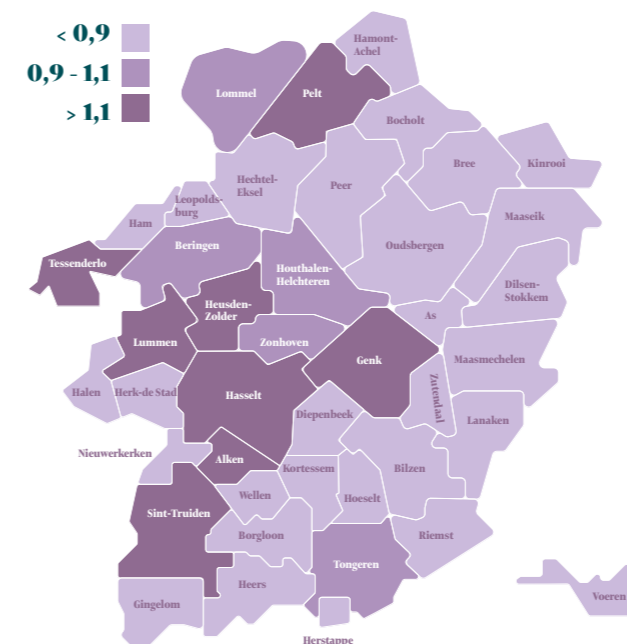 < 0,9
0,9 - 1,1
> 1,1
Hamont-
Achel
Lommel
Pelt
Bocholt
Bree
Kinrooi
Hechtel-
Eksel
Peer
Leopolds-
burg
Ham
Maaseik
Beringen
Oudsbergen
Tessenderlo
Houthalen-
Helchteren
Dilsen-
Stokkem
Heusden-
Zolder
As
Lummen
Zonhoven
Genk
Maasmechelen
Halen
Herk-de Stad
Hasselt
Zutendaal
Diepenbeek
Lanaken
Nieuwerkerken
Alken
Kortessem
Bilzen
Wellen
Hoeselt
Sint-Truiden
Borgloon
Riemst
Tongeren
Heers
Gingelom
Voeren
Herstappe